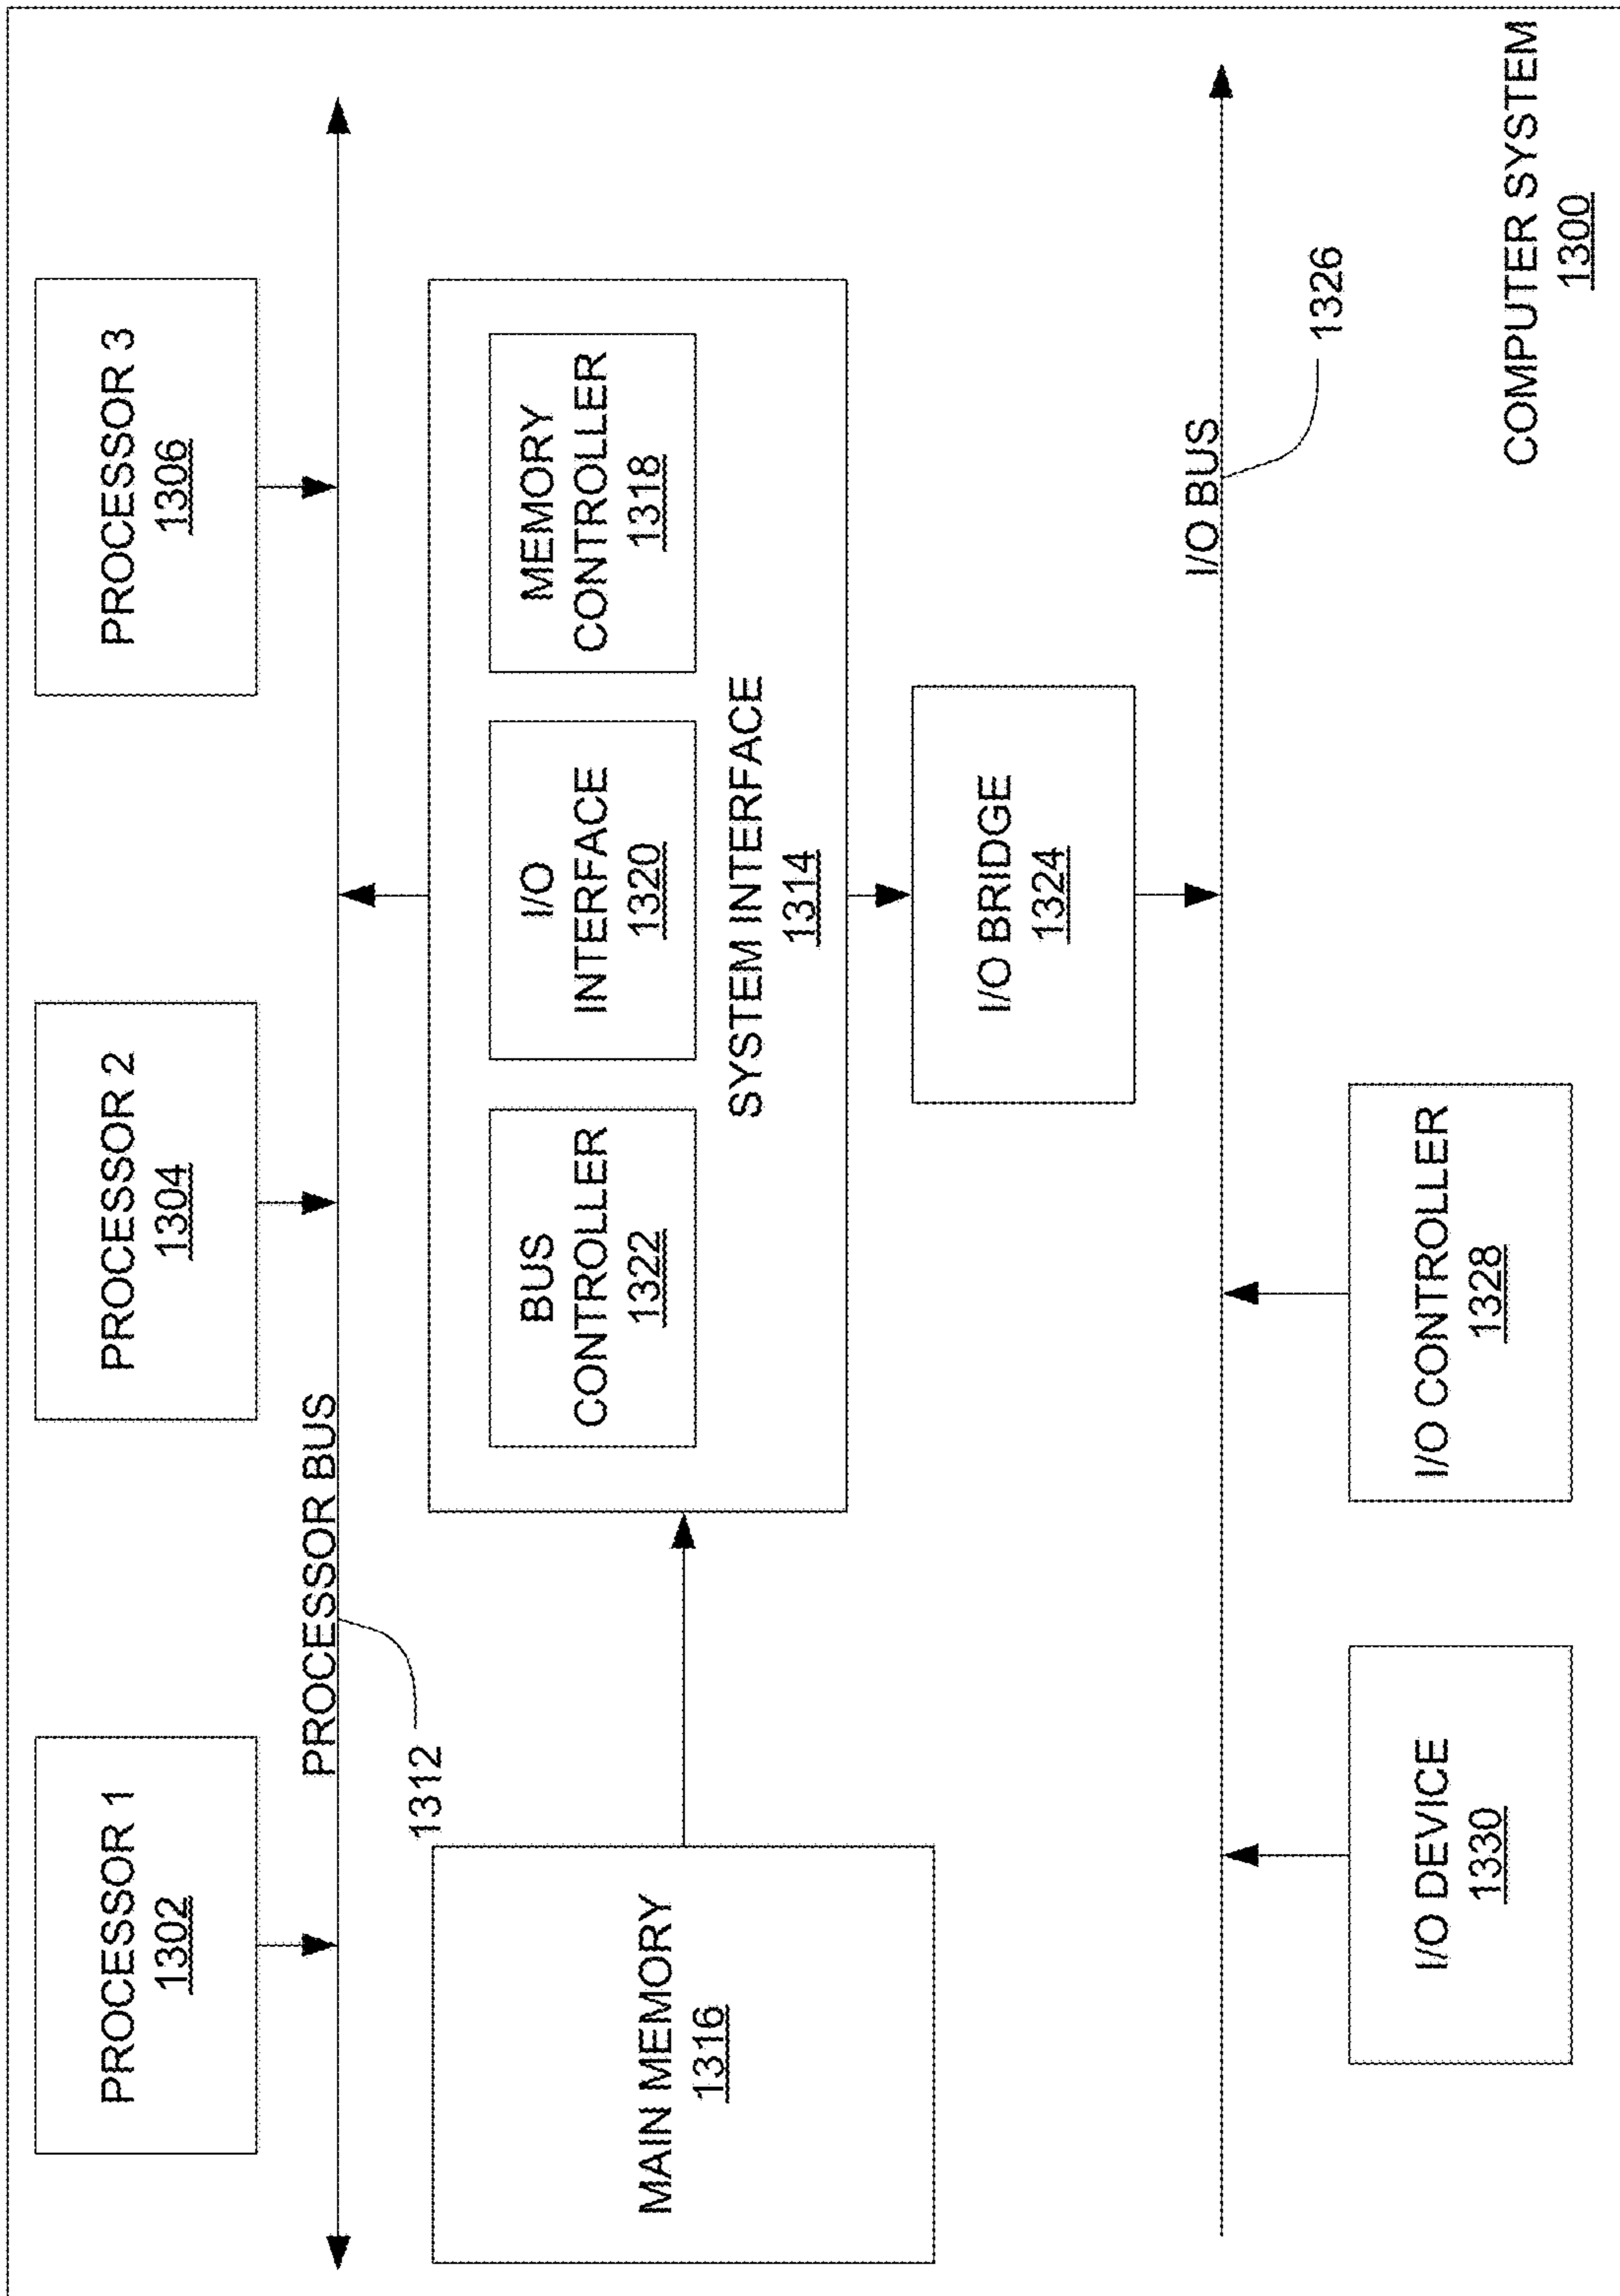 PROCESSOR 1
1302
PROCESSOR 2
1304
PROCESSOR 3
1306
PROCESSOR BUS
1312
MAIN MEMORY
1316
BUS
CONTROLLER
1322
I/O
INTERFACE
1320
MEMORY
CONTROLLER
1318
SYSTEM INTERFACE
1314
I/O BRIDGE
1324
I/O BUS
1326
I/O DEVICE
1330
I/O CONTROLLER
1328
COMPUTER SYSTEM
1300